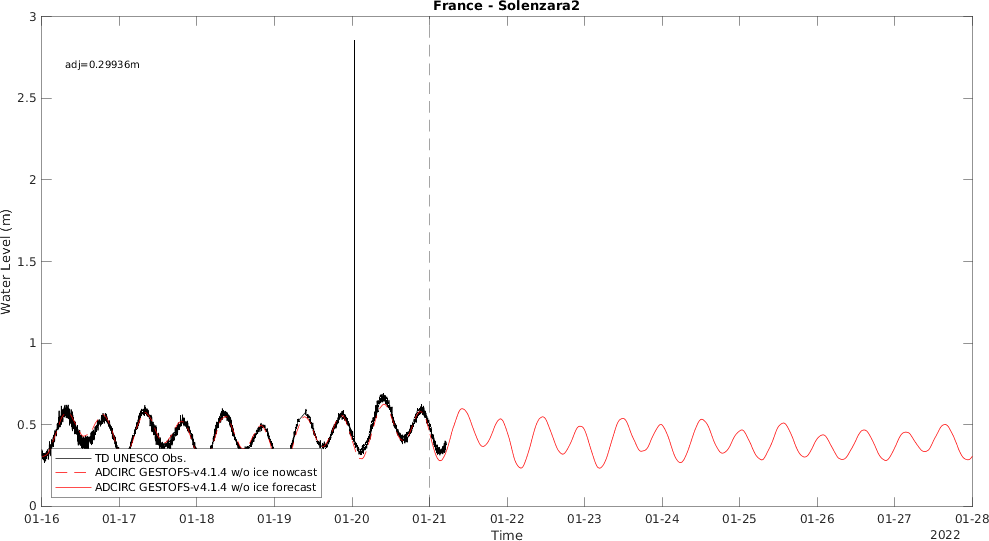 France - Solenzara2
3
adj=0.29936m
2.5
2
1.5
1
0.5
0
Water Level (m)
TD UNESCO Obs.
ADCIRC GESTOFS-v4.1.4 w/o ice nowcast
ADCIRC GESTOFS-v4.1.4 w/o ice forecast
01-16 01-17 01-18 01-19 01-20 01-21 01-22 01-23 01-24 01-25 01-26 01-27 01-28
Time
2022